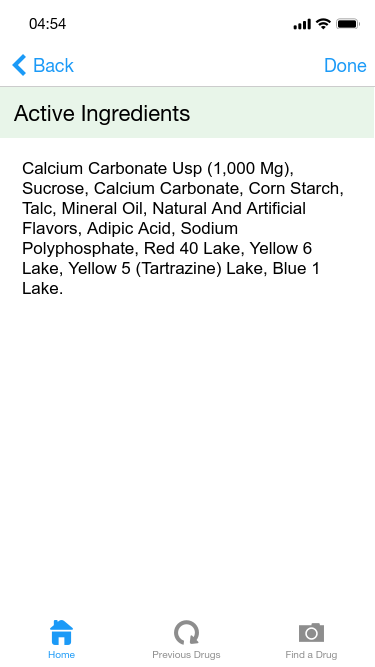 04:54
Back
Done
Active Ingredients
Calcium Carbonate Usp (1,000 Mg),
Sucrose, Calcium Carbonate, Corn Starch,
Talc, Mineral Oil, Natural And Artificial
Flavors, Adipic Acid, Sodium
Polyphosphate, Red 40 Lake, Yellow 6
Lake, Yellow 5 (Tartrazine) Lake, Blue 1
Lake.
Home
Previous Drugs
Find a Drug